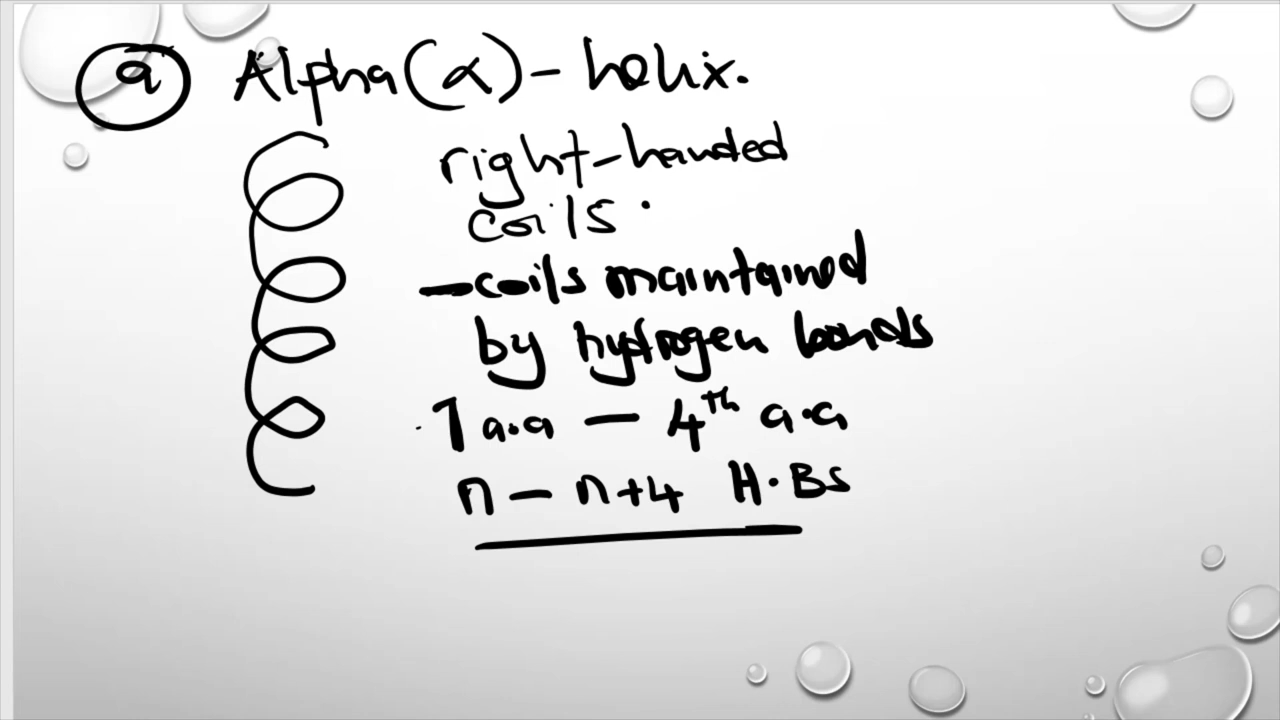 a Alpha(α) - helix.
right-handed
coils.
- coils maintained
by hydrogen bonds
1 a.a - 4th a.a
n - n+4 H.Bs